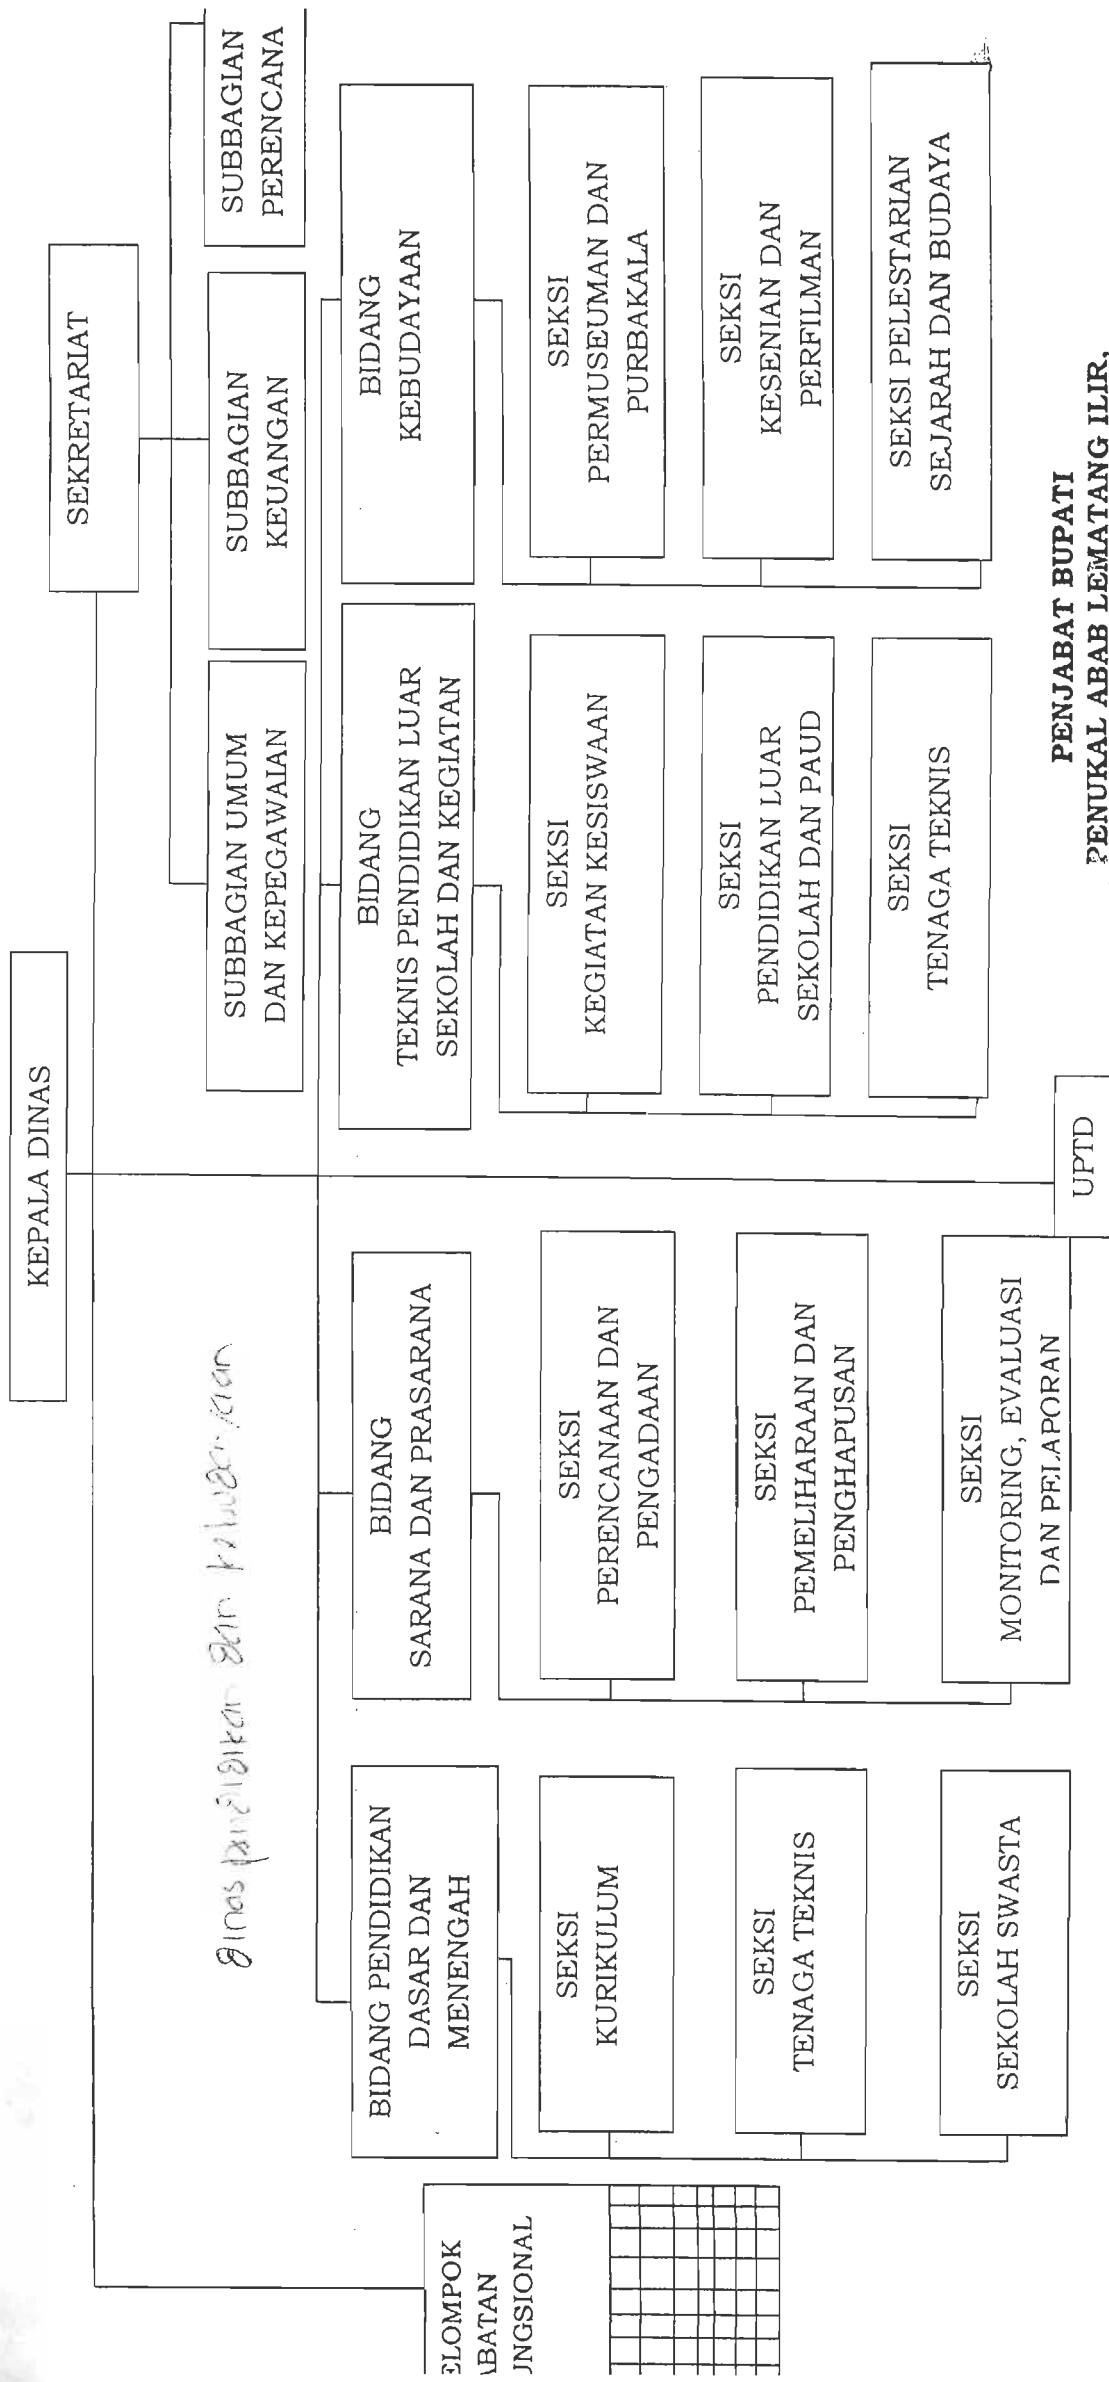 KEPALA DINAS
SEKRETARIAT
SUBBAGIAN UMUM
DAN KEPEGAWAIAN
SUBBAGIAN
KEUANGAN
SUBBAGIAN
PERENCANA
dinas pendidikan dan kebudayaan
ELOMPOK
ABATAN
UNGSIONAL
BIDANG PENDIDIKAN
DASAR DAN
MENENGAH
SEKSI
KURIKULUM
SEKSI
TENAGA TEKNIS
SEKSI
SEKOLAH SWASTA
BIDANG
SARANA DAN PRASARANA
SEKSI
PERENCANAAN DAN
PENGADAAN
SEKSI
PEMELIHARAAN DAN
PENGHAPUSAN
SEKSI
MONITORING, EVALUASI
DAN PELAPORAN
BIDANG
TEKNIS PENDIDIKAN LUAR
SEKOLAH DAN KEGIATAN
SEKSI
KEGIATAN KESISWAAN
SEKSI
PENDIDIKAN LUAR
SEKOLAH DAN PAUD
SEKSI
TENAGA TEKNIS
BIDANG
KEBUDAYAAN
SEKSI
PERMUSEUMAN DAN
PURBAKALA
SEKSI
KESENIAN DAN
PERFILMAN
SEKSI PELESTARIAN
SEJARAH DAN BUDAYA
UPTD
PENJABAT BUPATI
PENUKAL ABAB LEMATANG ILIR,